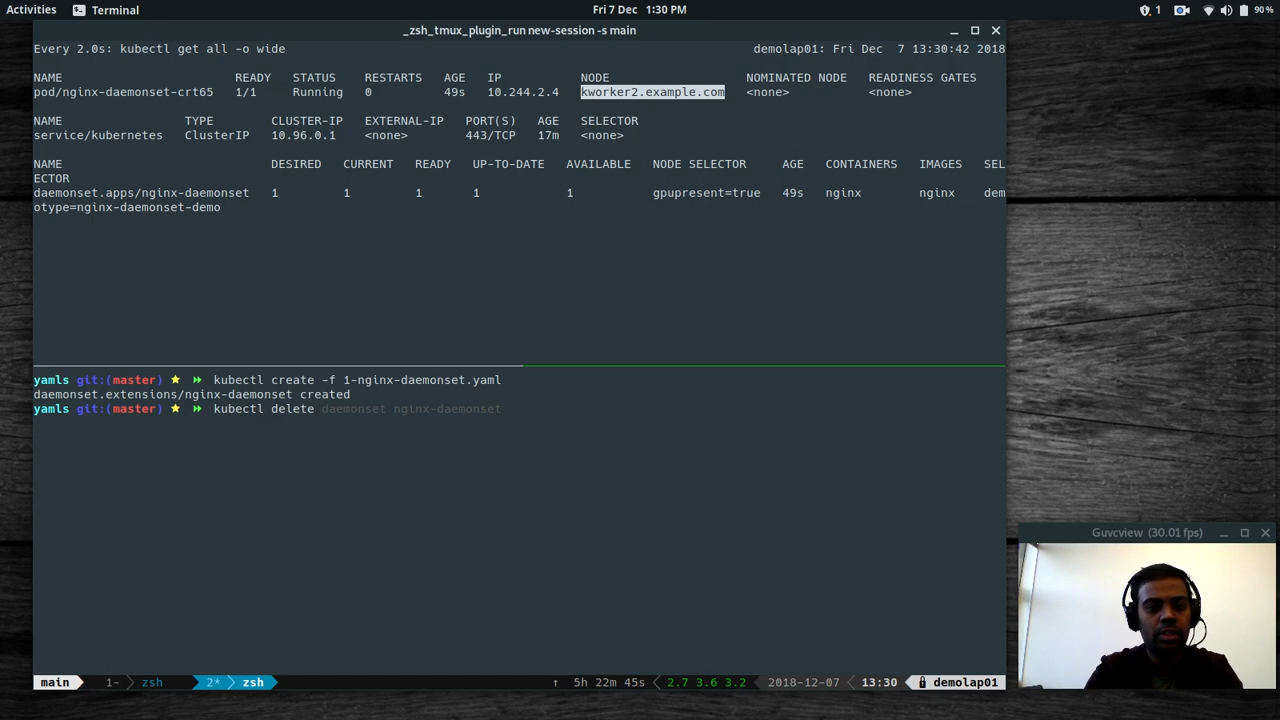 Activities Terminal Fri 7 Dec 1:30 PM 1 90%
_zsh_tmux_plugin_run new-session -s main
Every 2.0s: kubectl get all -o wide demolap01: Fri Dec 7 13:30:42 2018
NAME READY STATUS RESTARTS AGE IP NODE NOMINATED NODE READINESS GATES
pod/nginx-daemonset-crt65 1/1 Running 0 49s 10.244.2.4 kworker2.example.com <none> <none>
NAME TYPE CLUSTER-IP EXTERNAL-IP PORT(S) AGE SELECTOR
service/kubernetes ClusterIP 10.96.0.1 <none> 443/TCP 17m <none>
NAME DESIRED CURRENT READY UP-TO-DATE AVAILABLE NODE SELECTOR AGE CONTAINERS IMAGES SEL
ECTOR
daemonset.apps/nginx-daemonset 1 1 1 1 1 gpupresent=true 49s nginx nginx dem
otype=nginx-daemonset-demo
yamls git:(master) kubectl create -f 1-nginx-daemonset.yaml
daemonset.extensions/nginx-daemonset created
yamls git:(master) kubectl delete daemonset nginx-daemonset
Guvcview (30.01 fps)
main 1- zsh 2* zsh ↑ 5h 22m 45s 2.7 3.6 3.2 2018-12-07 13:30 demolap01